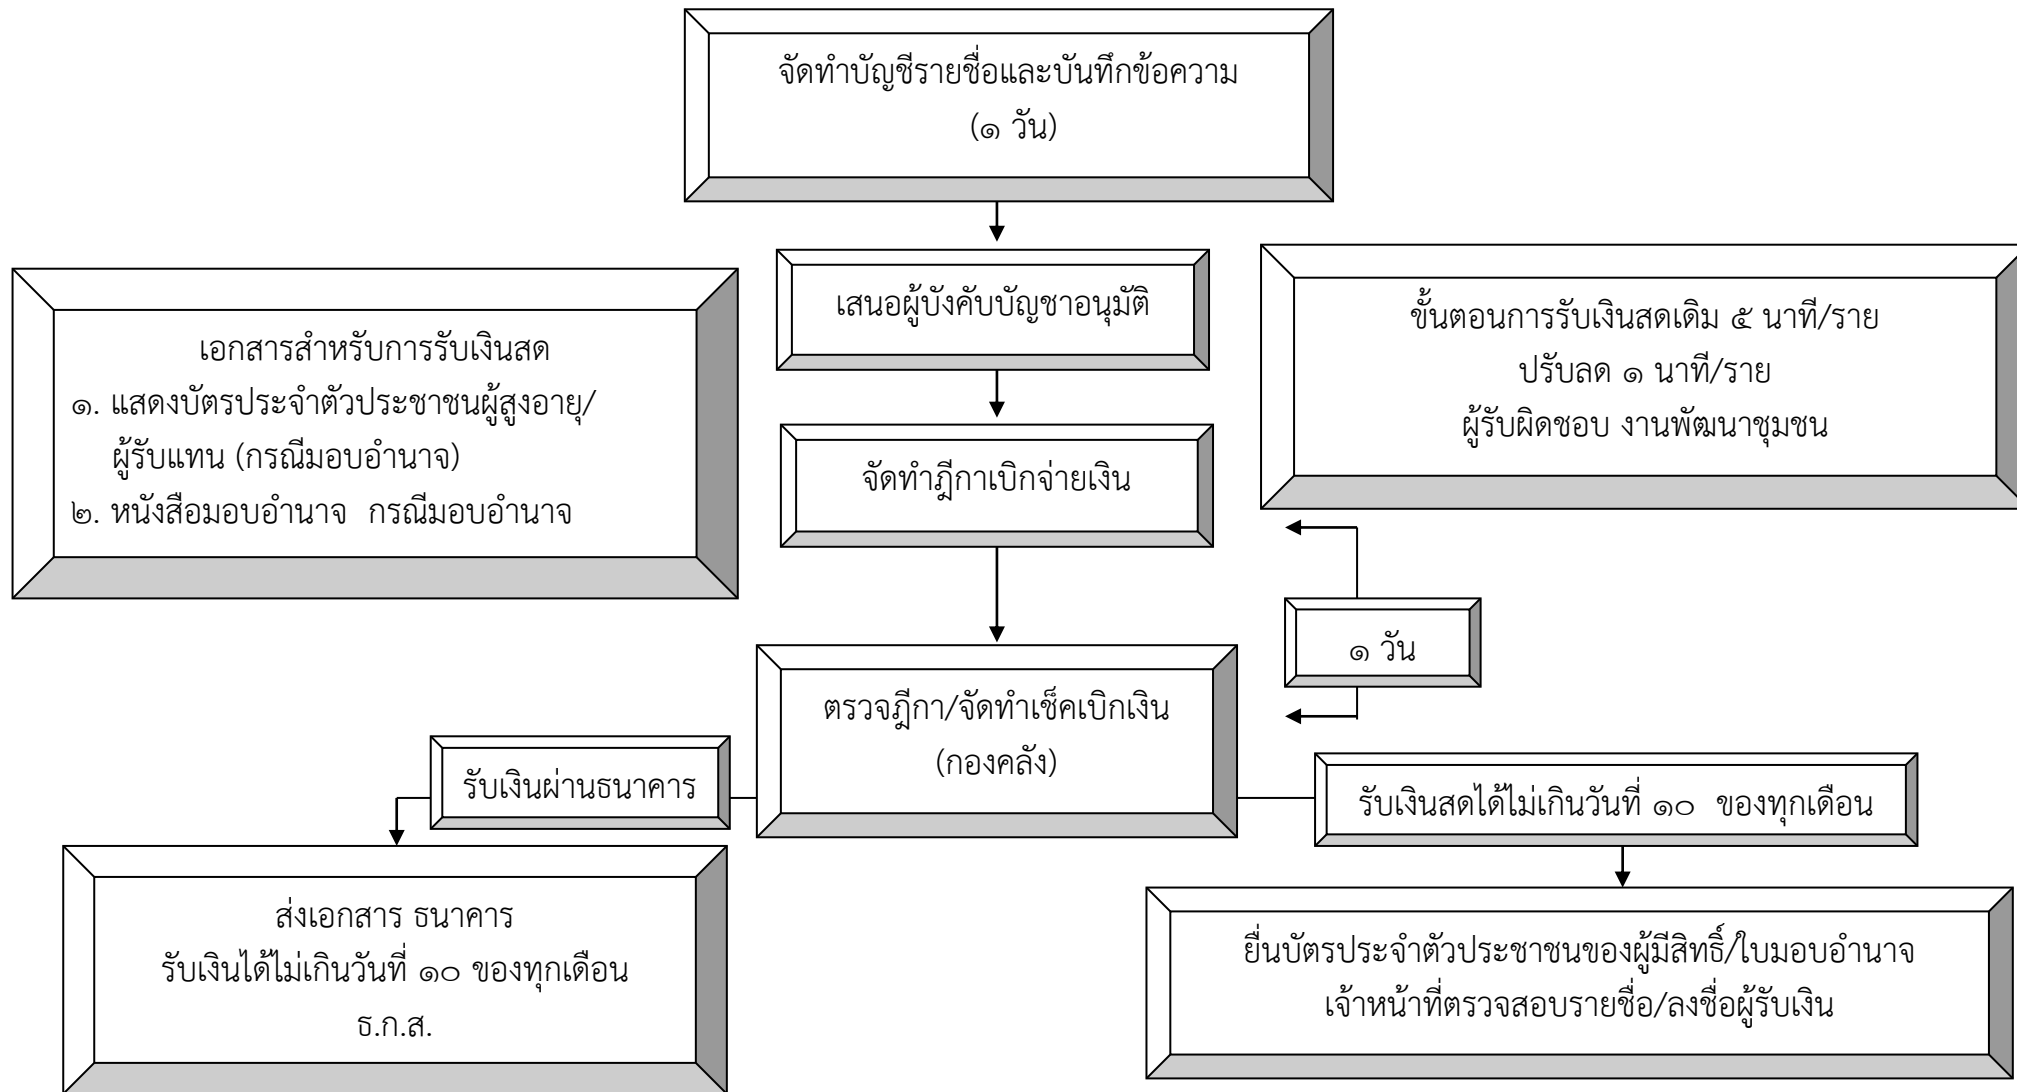 จัดทำบัญชีรายชื่อและบันทึกข้อความ
(๑ วัน)
เสนอผู้บังคับบัญชาอนุมัติ
เอกสารสำหรับการรับเงินสด
๑. แสดงบัตรประจำตัวประชาชนผู้สูงอายุ/
ผู้รับแทน (กรณีมอบอำนาจ)
๒. หนังสือมอบอำนาจ กรณีมอบอำนาจ
ขั้นตอนการรับเงินสดเดิม ๕ นาที/ราย
ปรับลด ๑ นาที/ราย
ผู้รับผิดชอบ งานพัฒนาชุมชน
จัดทำฎีกาเบิกจ่ายเงิน
๑ วัน
ตรวจฎีกา/จัดทำเช็คเบิกเงิน
(กองคลัง)
รับเงินผ่านธนาคาร
รับเงินสดได้ไม่เกินวันที่ ๑๐ ของทุกเดือน
ส่งเอกสาร ธนาคาร
รับเงินได้ไม่เกินวันที่ ๑๐ ของทุกเดือน
ธ.ก.ส.
ยื่นบัตรประจำตัวประชาชนของผู้มีสิทธิ์/ใบมอบอำนาจ
เจ้าหน้าที่ตรวจสอบรายชื่อ/ลงชื่อผู้รับเงิน